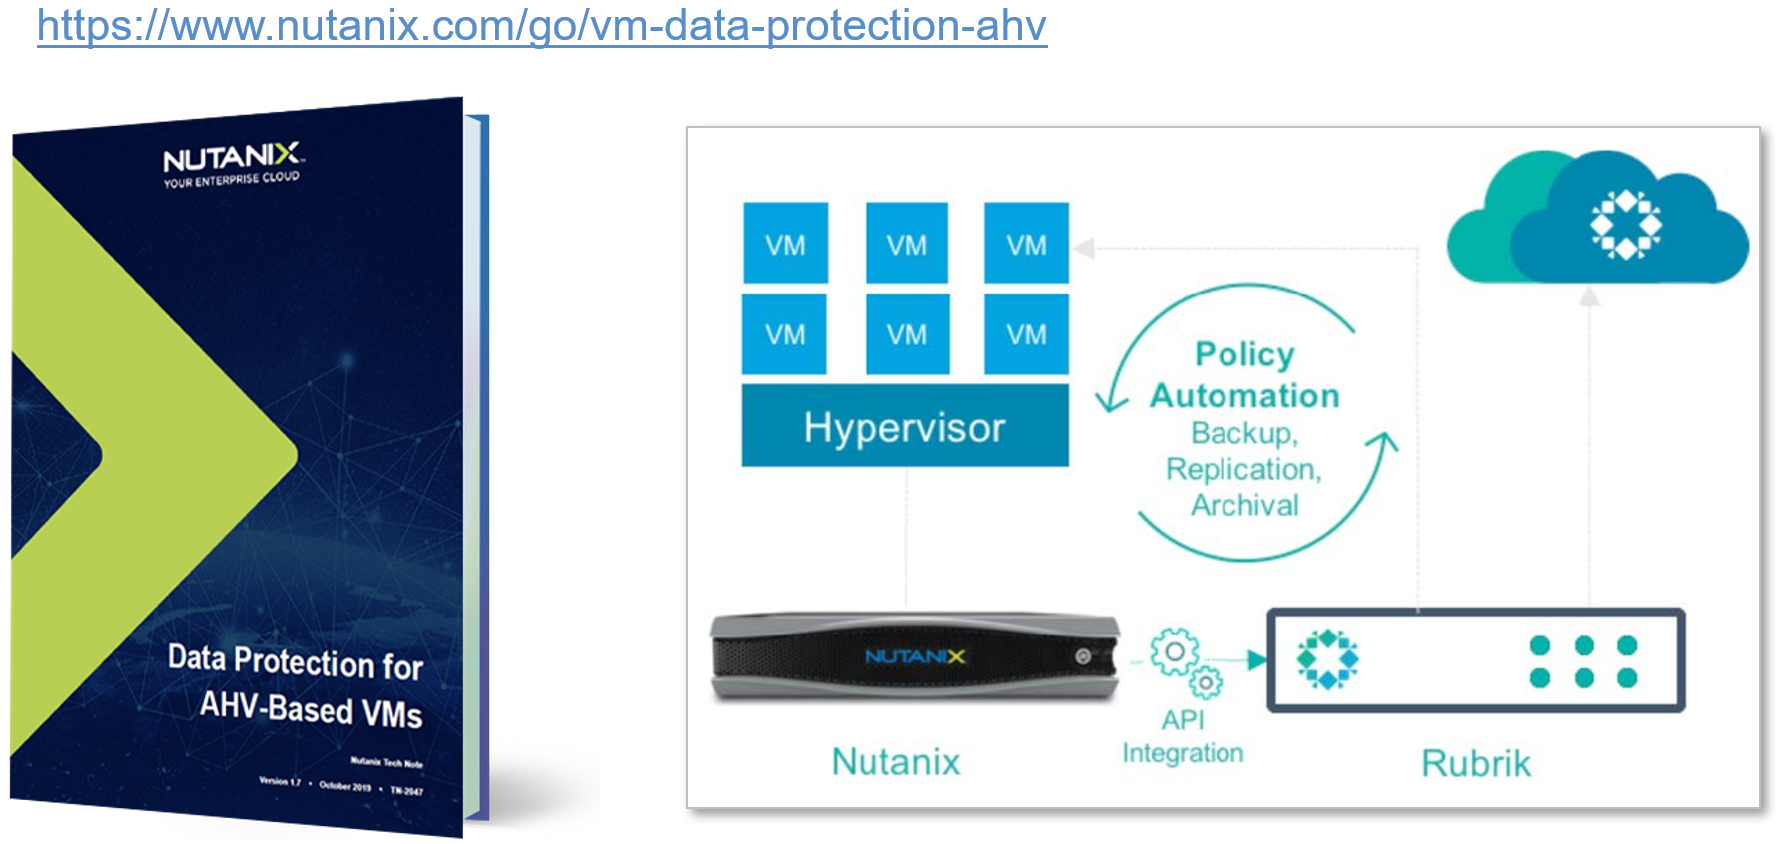 https://www.nutanix.com/go/vm-data-protection-ahv
NUTANIX™
YOUR ENTERPRISE CLOUD
Data Protection for
AHV-Based VMs
Nutanix Tech Note
Version 1.7 • October 2019 • TN-2047
VM VM VM
VM VM VM
Hypervisor
Policy
Automation
Backup,
Replication,
Archival
NUTANIX
API
Integration
Nutanix
Rubrik